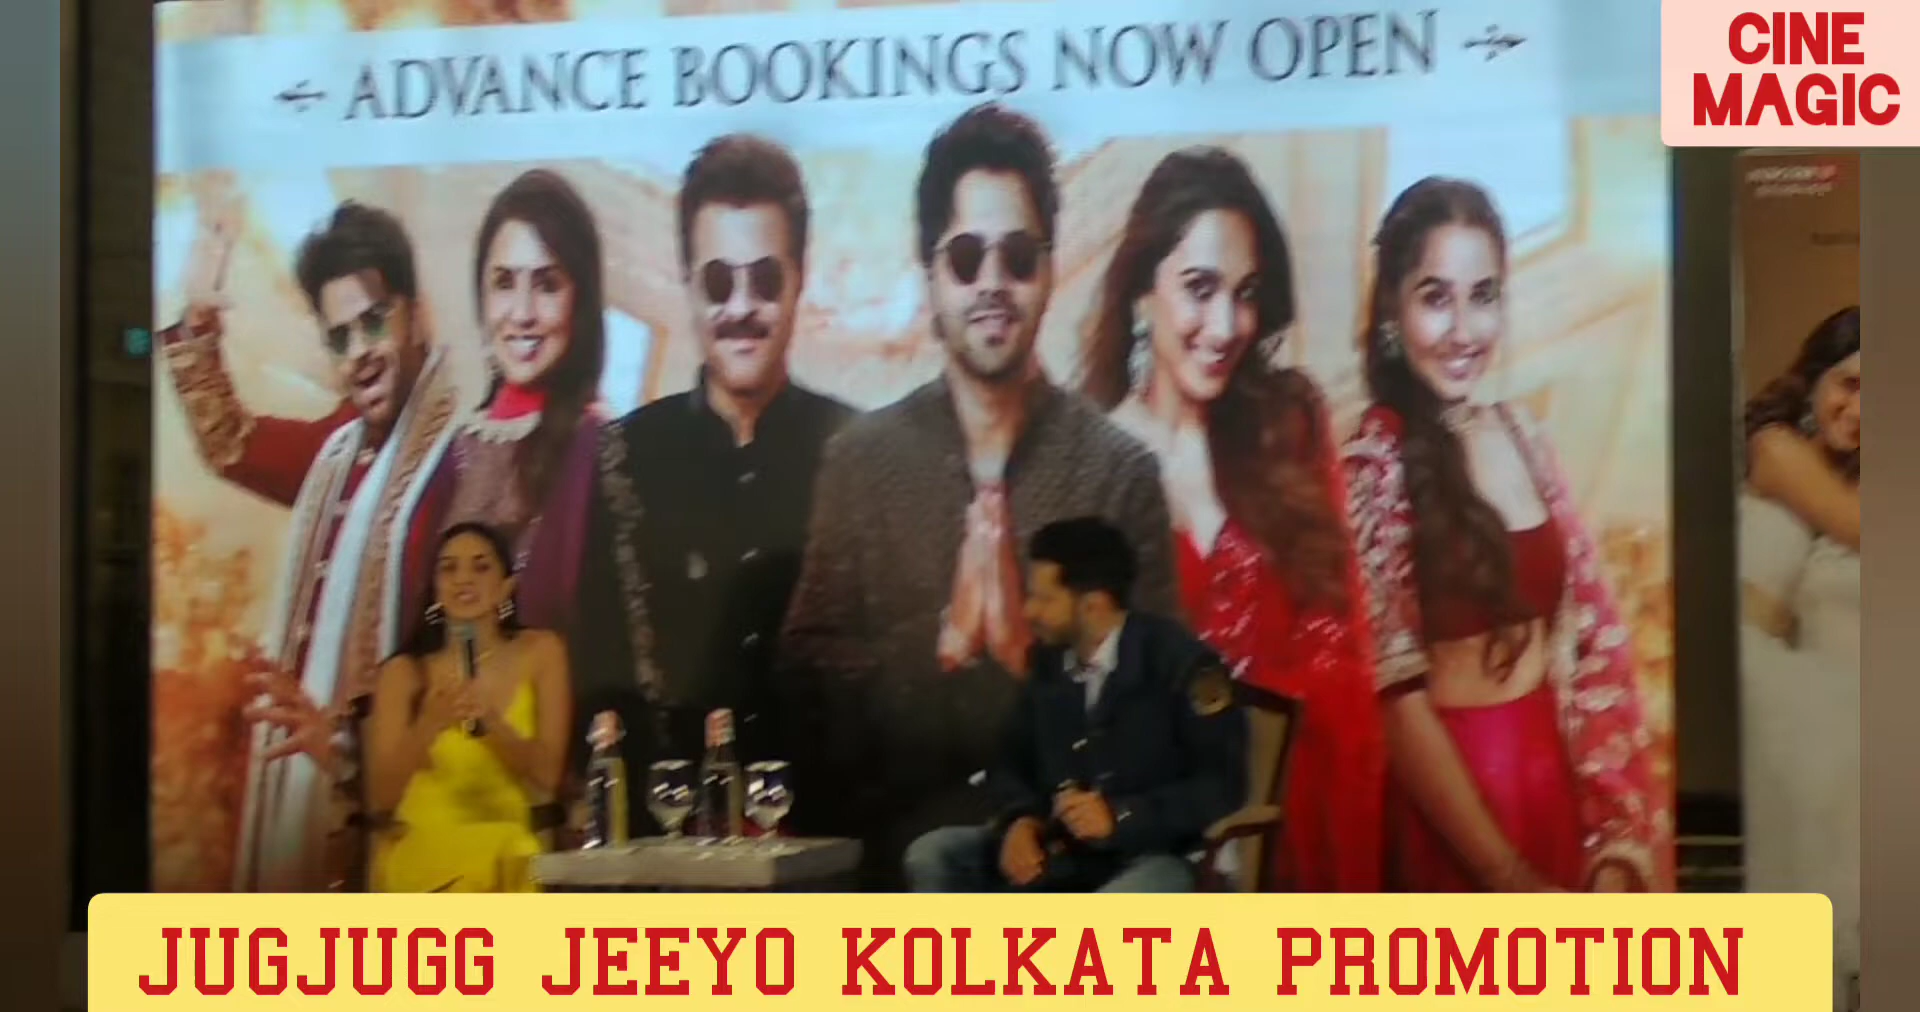 ADVANCE BOOKINGS NOW OPEN
CINE
MAGIC
JUGJUGG JEEYO KOLKATA PROMOTION